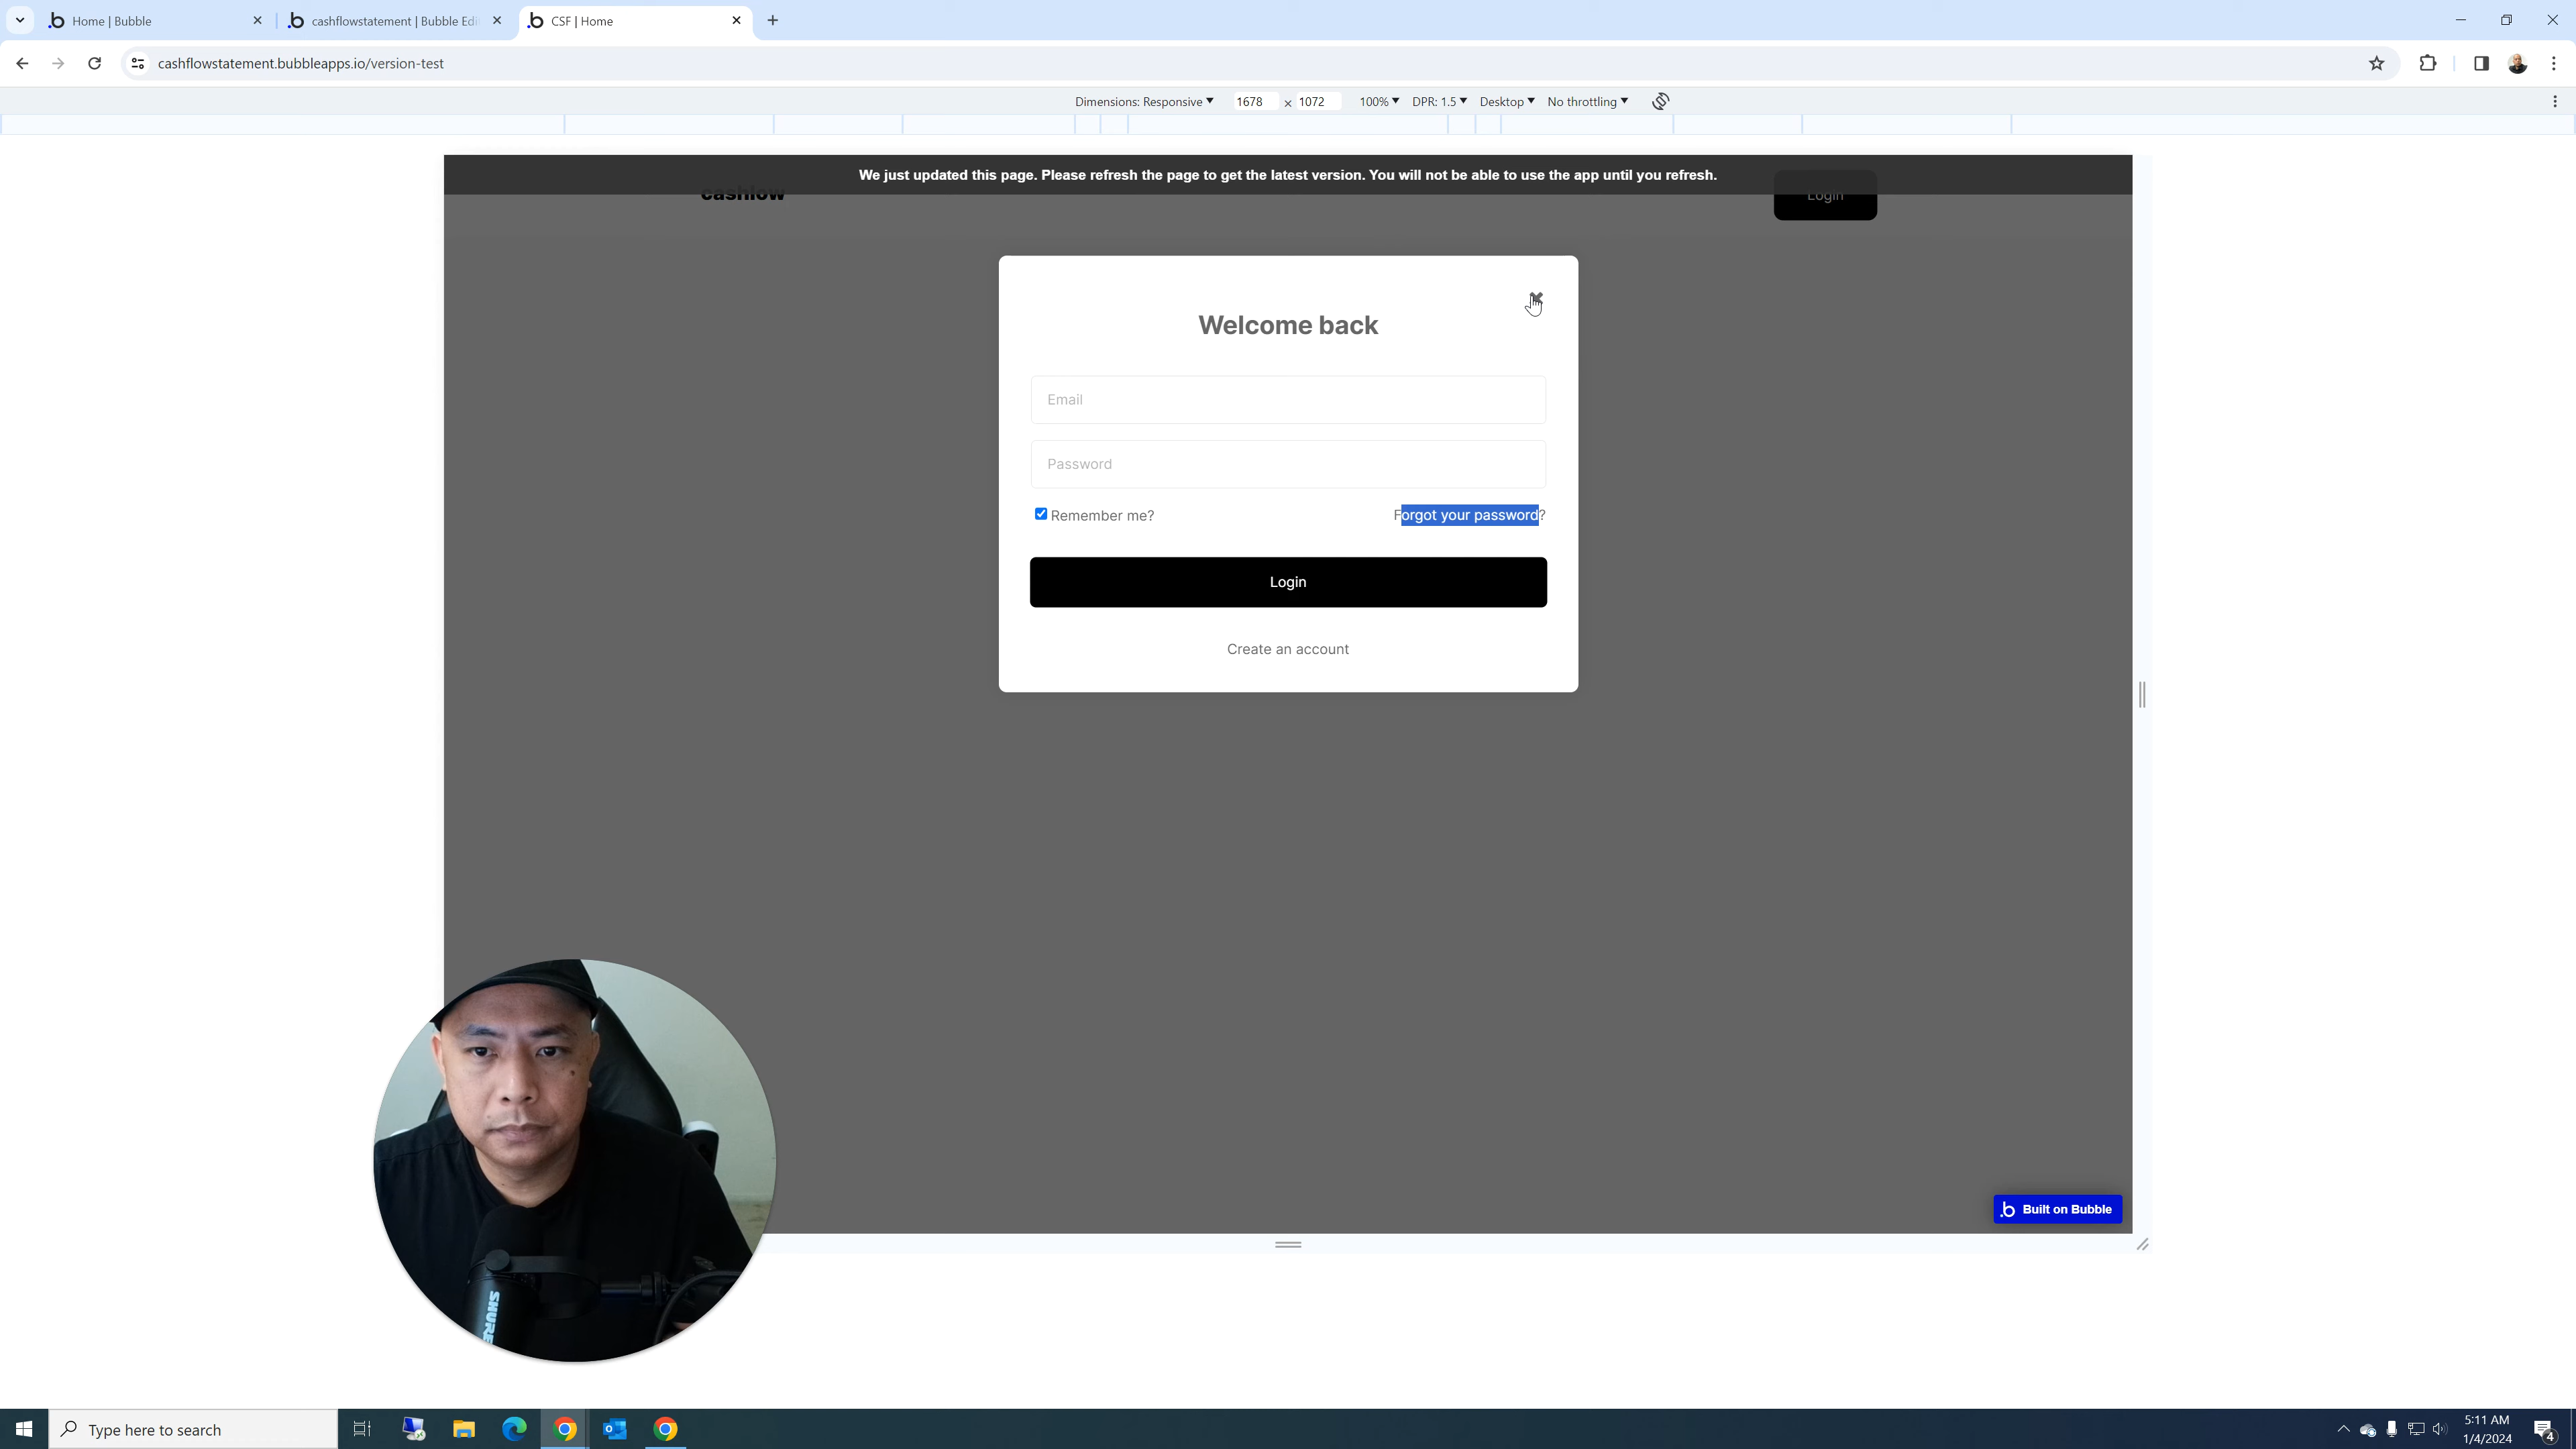 Home | Bubble
cashflowstatement | Bubble Edi
CSF | Home
cashflowstatement.bubbleapps.io/version-test
Dimensions: Responsive 1678 × 1072 100% DPR: 1.5 Desktop No throttling
We just updated this page. Please refresh the page to get the latest version. You will not be able to use the app until you refresh.
cashlow
Login
Welcome back
Email
Password
Remember me?
Forgot your password?
Login
Create an account
Built on Bubble
SHURE
Type here to search
5:11 AM
1/4/2024
4